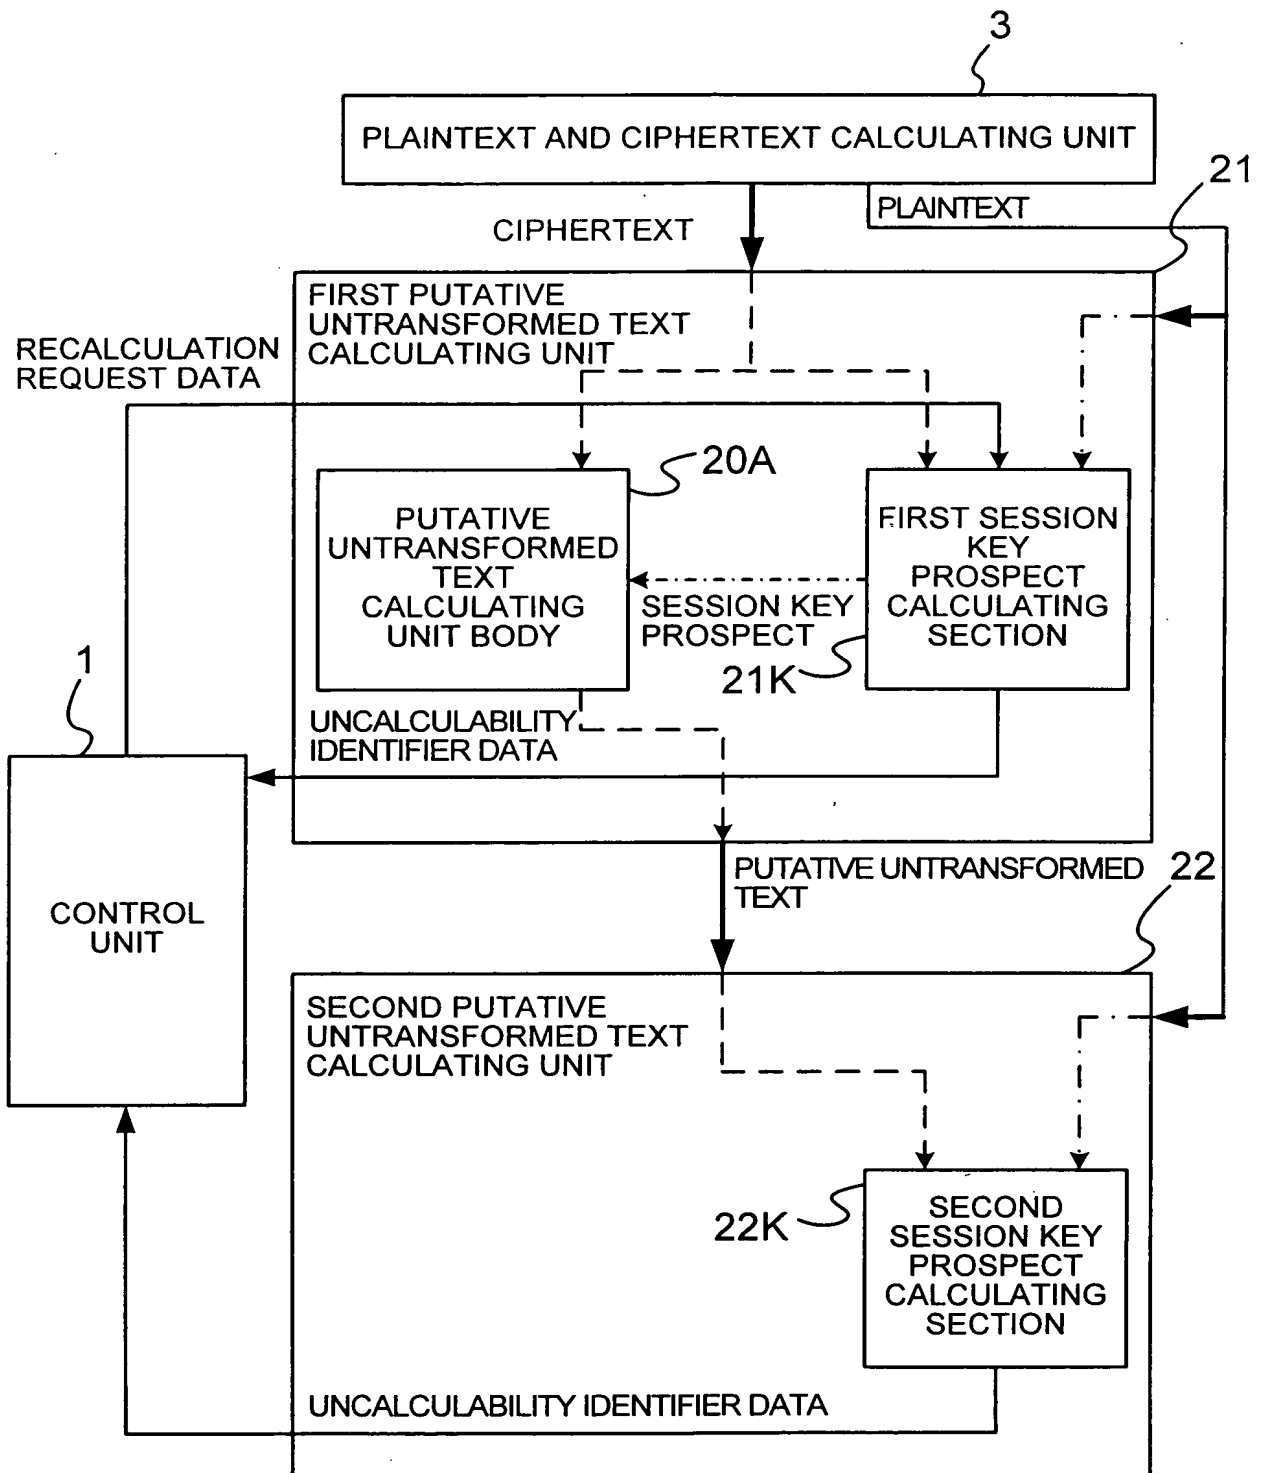 3
PLAINTEXT AND CIPHERTEXT CALCULATING UNIT
21
PLAINTEXT
CIPHERTEXT
FIRST PUTATIVE
UNTRANSFORMED TEXT
CALCULATING UNIT
RECALCULATION
REQUEST DATA
20A
PUTATIVE
UNTRANSFORMED
TEXT
CALCULATING
UNIT BODY
FIRST SESSION
KEY
PROSPECT
CALCULATING
SECTION
SESSION KEY
PROSPECT
21K
1
UNCALCULABILITY
IDENTIFIER DATA
CONTROL
UNIT
PUTATIVE UNTRANSFORMED
TEXT
22
SECOND PUTATIVE
UNTRANSFORMED TEXT
CALCULATING UNIT
22K
SECOND
SESSION KEY
PROSPECT
CALCULATING
SECTION
UNCALCULABILITY IDENTIFIER DATA